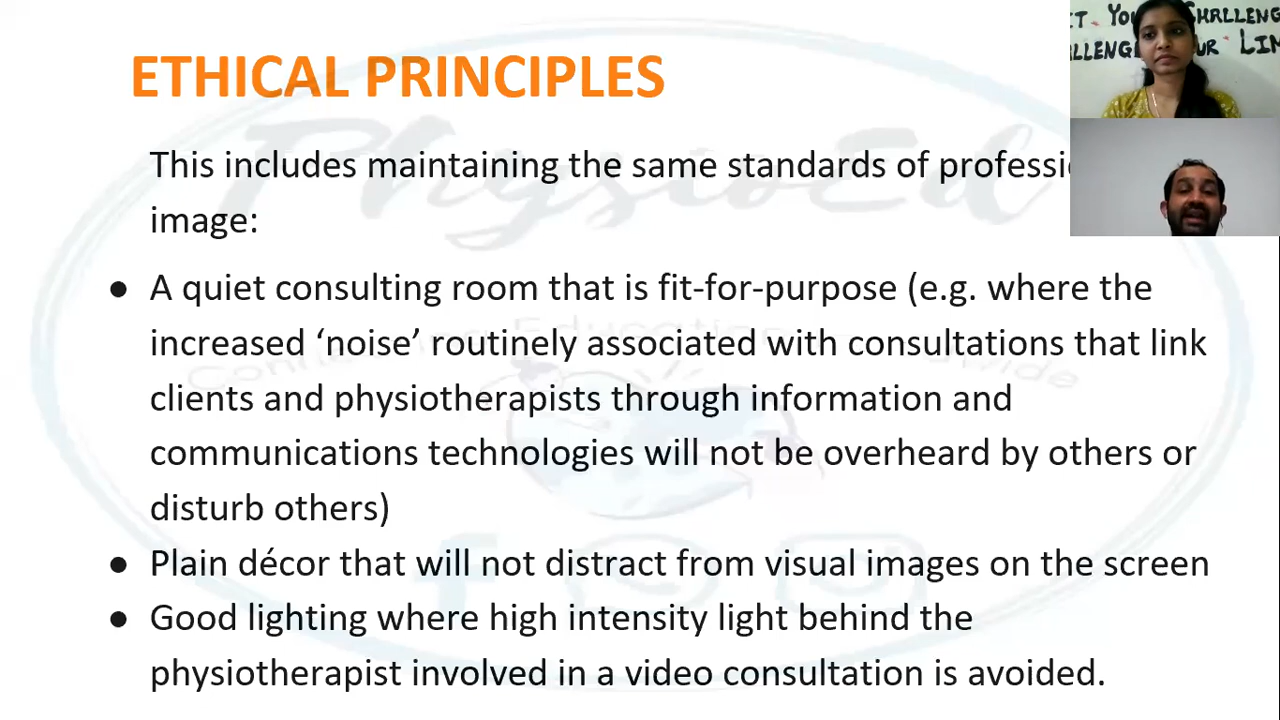 ETHICAL PRINCIPLES
This includes maintaining the same standards of professi
image:
● A quiet consulting room that is fit-for-purpose (e.g. where the
increased ‘noise’ routinely associated with consultations that link
clients and physiotherapists through information and
communications technologies will not be overheard by others or
disturb others)
● Plain décor that will not distract from visual images on the screen
● Good lighting where high intensity light behind the
physiotherapist involved in a video consultation is avoided.
PhysioEd